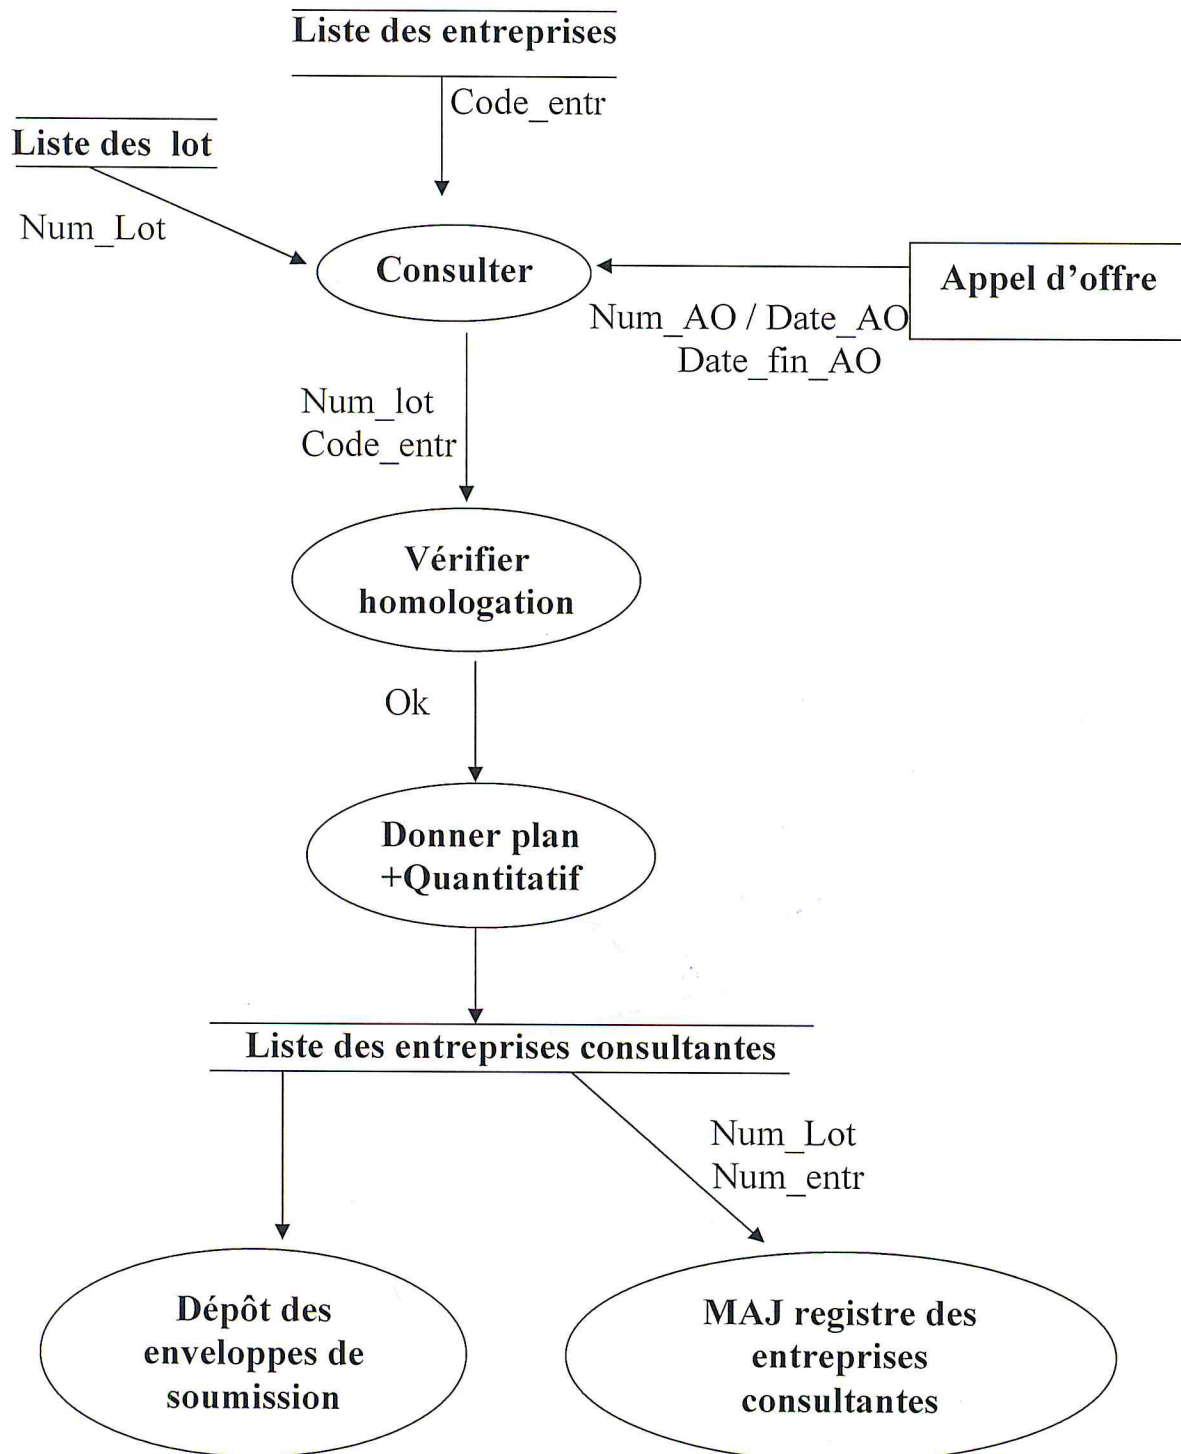 Liste des entreprises
Code_entr
Liste des lot
Num_Lot
Consulter
Appel d’offre
Num_AO / Date_AO
Date_fin_AO
Num_lot
Code_entr
Vérifier
homologation
Ok
Donner plan
+Quantitatif
Liste des entreprises consultantes
Num_Lot
Num_entr
Dépôt des
enveloppes de
soumission
MAJ registre des
entreprises
consultantes